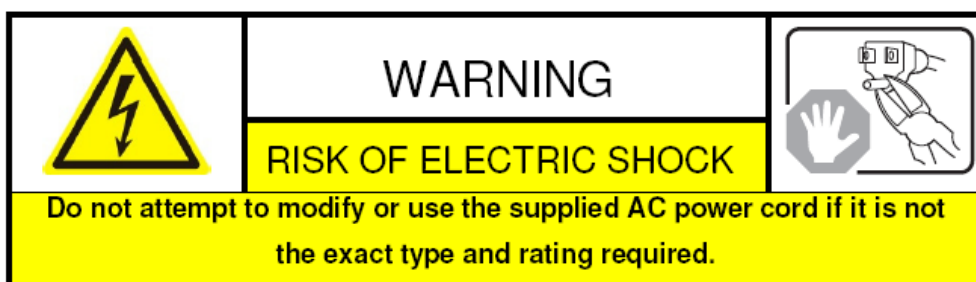 WARNING
RISK OF ELECTRIC SHOCK
Do not attempt to modify or use the supplied AC power cord if it is not
the exact type and rating required.